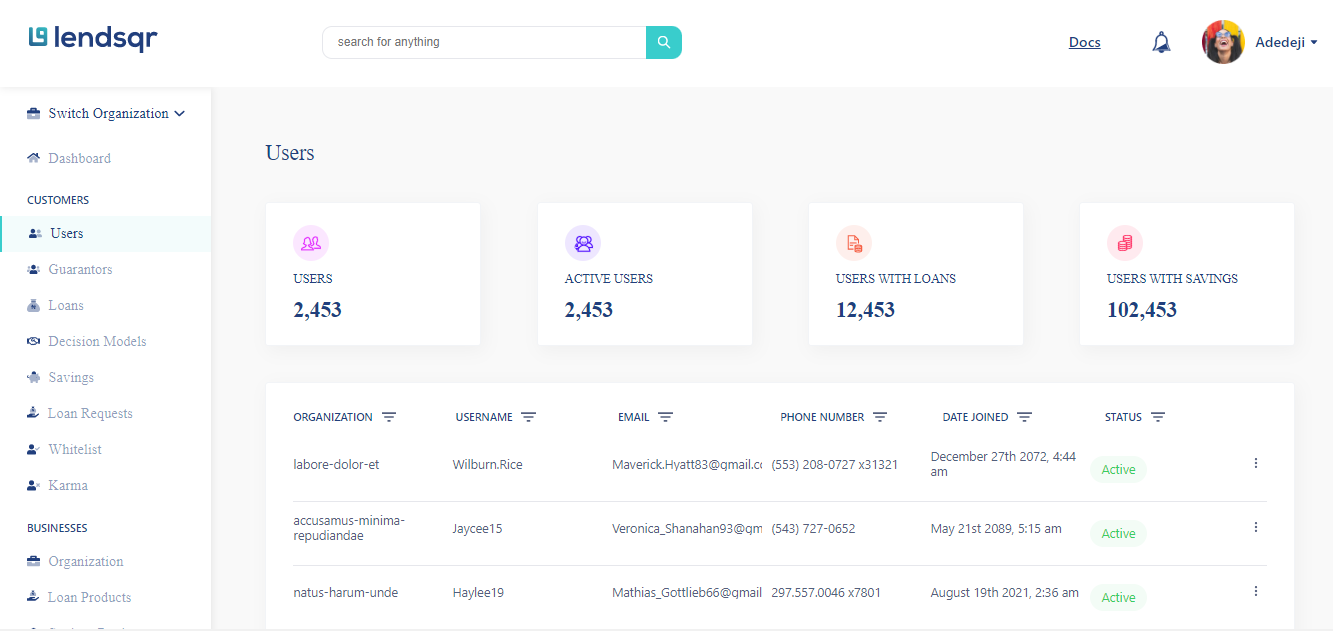 lendsqr
search for anything
Docs
Adedeji
Switch Organization
Dashboard
CUSTOMERS
Users
Guarantors
Loans
Decision Models
Savings
Loan Requests
Whitelist
Karma
BUSINESSES
Organization
Loan Products
Users
USERS
2,453
ACTIVE USERS
2,453
USERS WITH LOANS
12,453
USERS WITH SAVINGS
102,453
ORGANIZATION USERNAME EMAIL PHONE NUMBER DATE JOINED STATUS
labore-dolor-et Wilburn.Rice Maverick.Hyatt83@gmail.co (553) 208-0727 x31321 December 27th 2072, 4:44
am
Active
accusamus-minima-
repudiandae
Jaycee15 Veronica_Shanahan93@gm (543) 727-0652 May 21st 2089, 5:15 am Active
natus-harum-unde Haylee19 Mathias_Gottlieb66@gmail 297.557.0046 x7801 August 19th 2021, 2:36 am Active